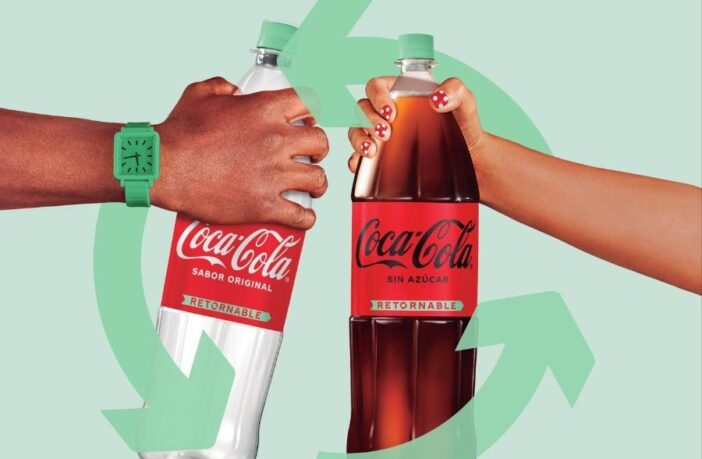 Coca-Cola®
SABOR ORIGINAL
RETORNABLE
Coca-Cola®
SIN AZÚCAR
RETORNABLE